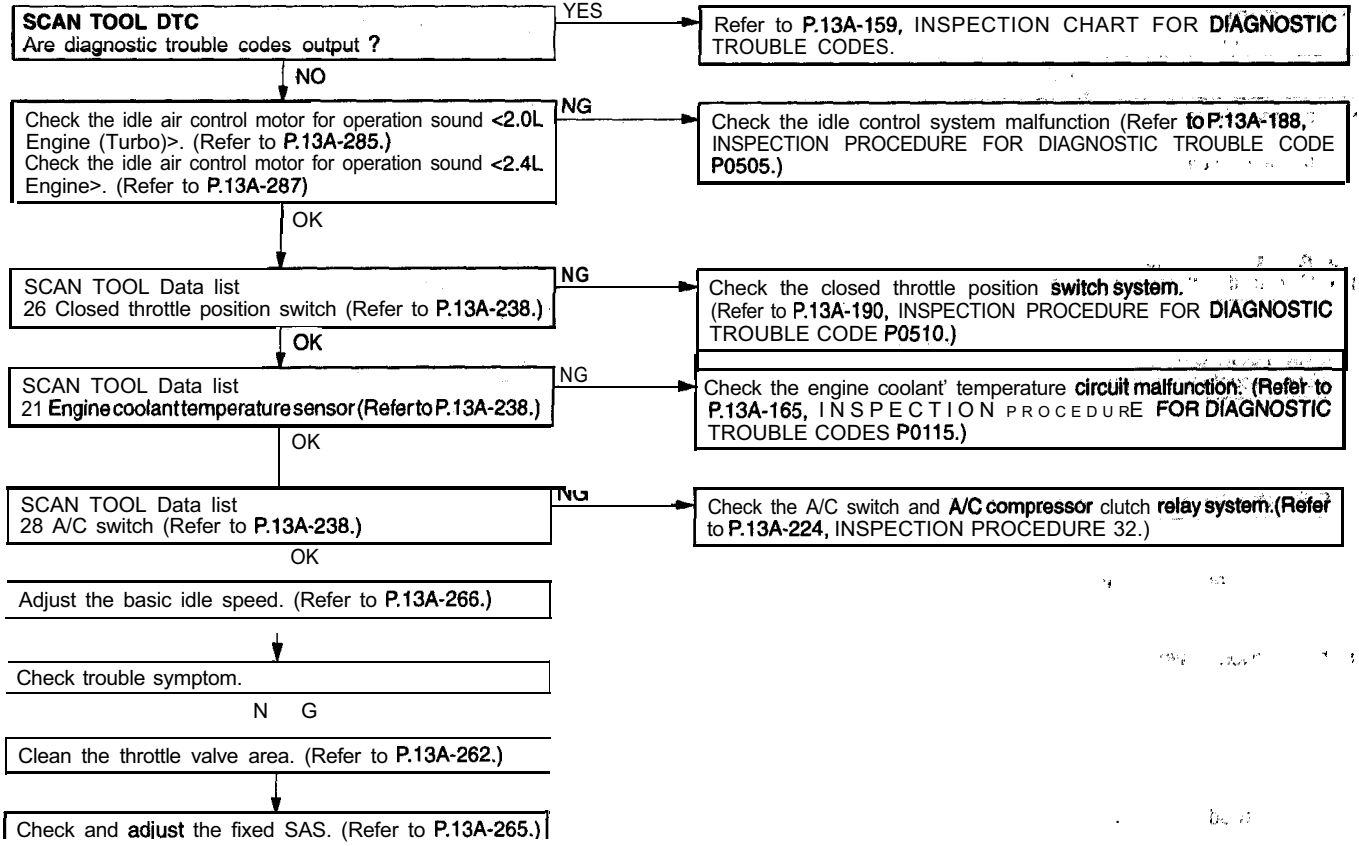 SCAN TOOL DTC
Are diagnostic trouble codes output ?
YES
Refer to P.13A-159, INSPECTION CHART FOR DIAGNOSTIC
TROUBLE CODES.
NO
Check the idle air control motor for operation sound <2.0L
Engine (Turbo)>. (Refer to P.13A-285.)
Check the idle air control motor for operation sound <2.4L
Engine>. (Refer to P.13A-287)
NG
Check the idle control system malfunction (Refer to P.13A-188,
INSPECTION PROCEDURE FOR DIAGNOSTIC TROUBLE CODE
P0505.)
OK
SCAN TOOL Data list
26 Closed throttle position switch (Refer to P.13A-238.)
NG
Check the closed throttle position switch system.
(Refer to P.13A-190, INSPECTION PROCEDURE FOR DIAGNOSTIC
TROUBLE CODE P0510.)
OK
SCAN TOOL Data list
21 Engine coolant temperature sensor (Refer to P.13A-238.)
NG
Check the engine coolant' temperature circuit malfunction. (Refer to
P.13A-165, INSPECTION PROCEDURE FOR DIAGNOSTIC
TROUBLE CODES P0115.)
OK
SCAN TOOL Data list
28 A/C switch (Refer to P.13A-238.)
NG
Check the A/C switch and A/C compressor clutch relay system.(Refer
to P.13A-224, INSPECTION PROCEDURE 32.)
OK
Adjust the basic idle speed. (Refer to P.13A-266.)
Check trouble symptom.
N G
Clean the throttle valve area. (Refer to P.13A-262.)
Check and adjust the fixed SAS. (Refer to P.13A-265.)